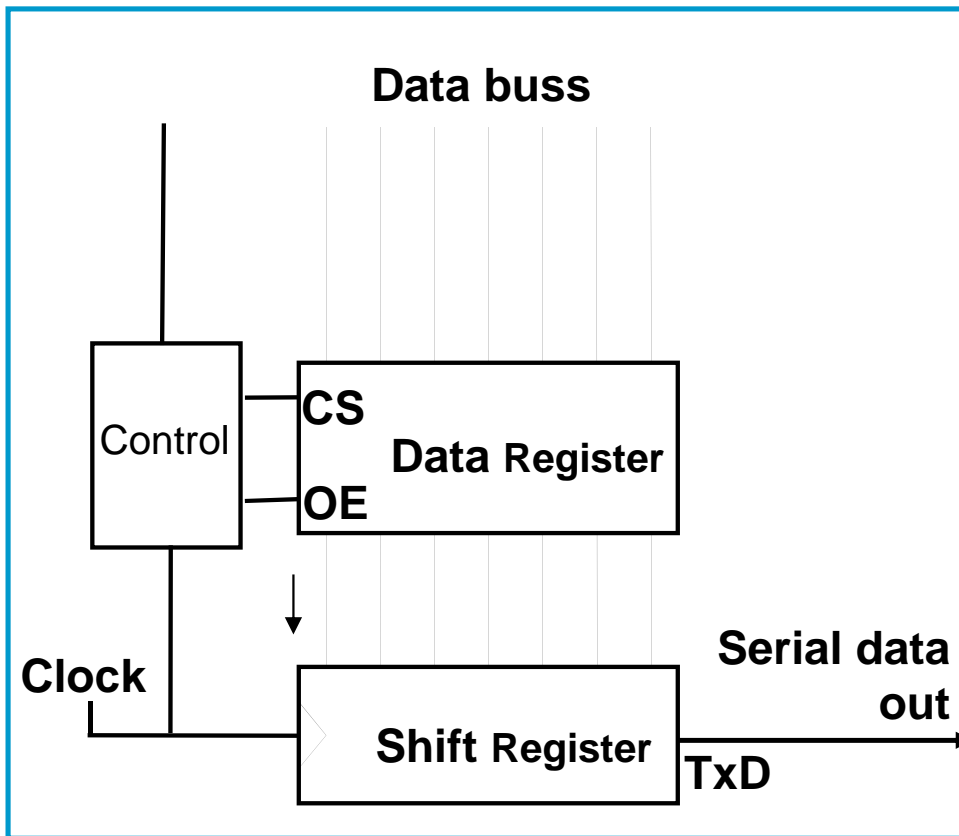 Data buss
CS
Control
Data Register
OE
Clock
Serial data
out
Shift Register
TxD